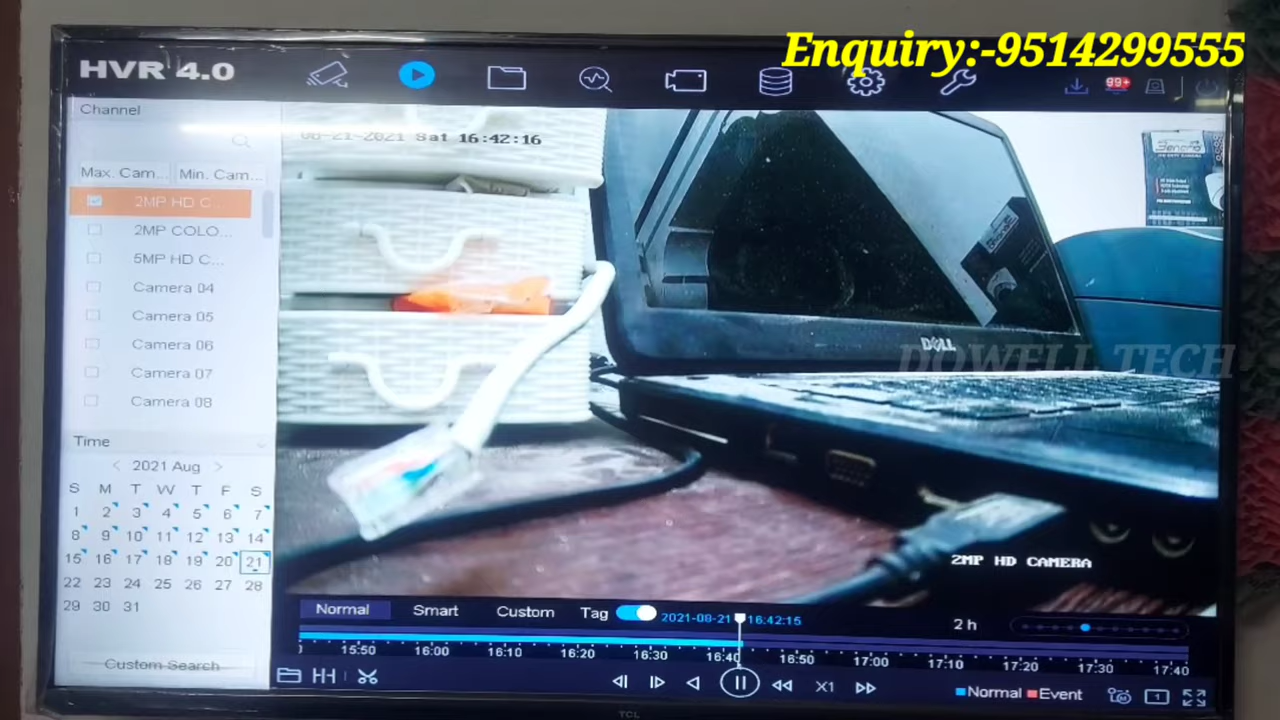 Enquiry:-9514299555
HVR 4.0
99+
Channel
08-21-2021 Sat 16:42:16
Max. Cam... Min. Cam...
2MP HD C...
2MP COLO...
5MP HD C...
Camera 04
Camera 05
Camera 06
Camera 07
Camera 08
DELL
DOWELL TECH
Time
2021 Aug
S M T W T F S
1 2 3 4 5 6 7
8 9 10 11 12 13 14
15 16 17 18 19 20 21
22 23 24 25 26 27 28
29 30 31
2MP HD CAMERA
Custom Search
Normal Smart Custom Tag 2021-08-21 16:42:15 2 h
15:50 16:00 16:10 16:20 16:30 16:40 16:50 17:00 17:10 17:20 17:30 17:40
X1
Normal Event
1
TCL